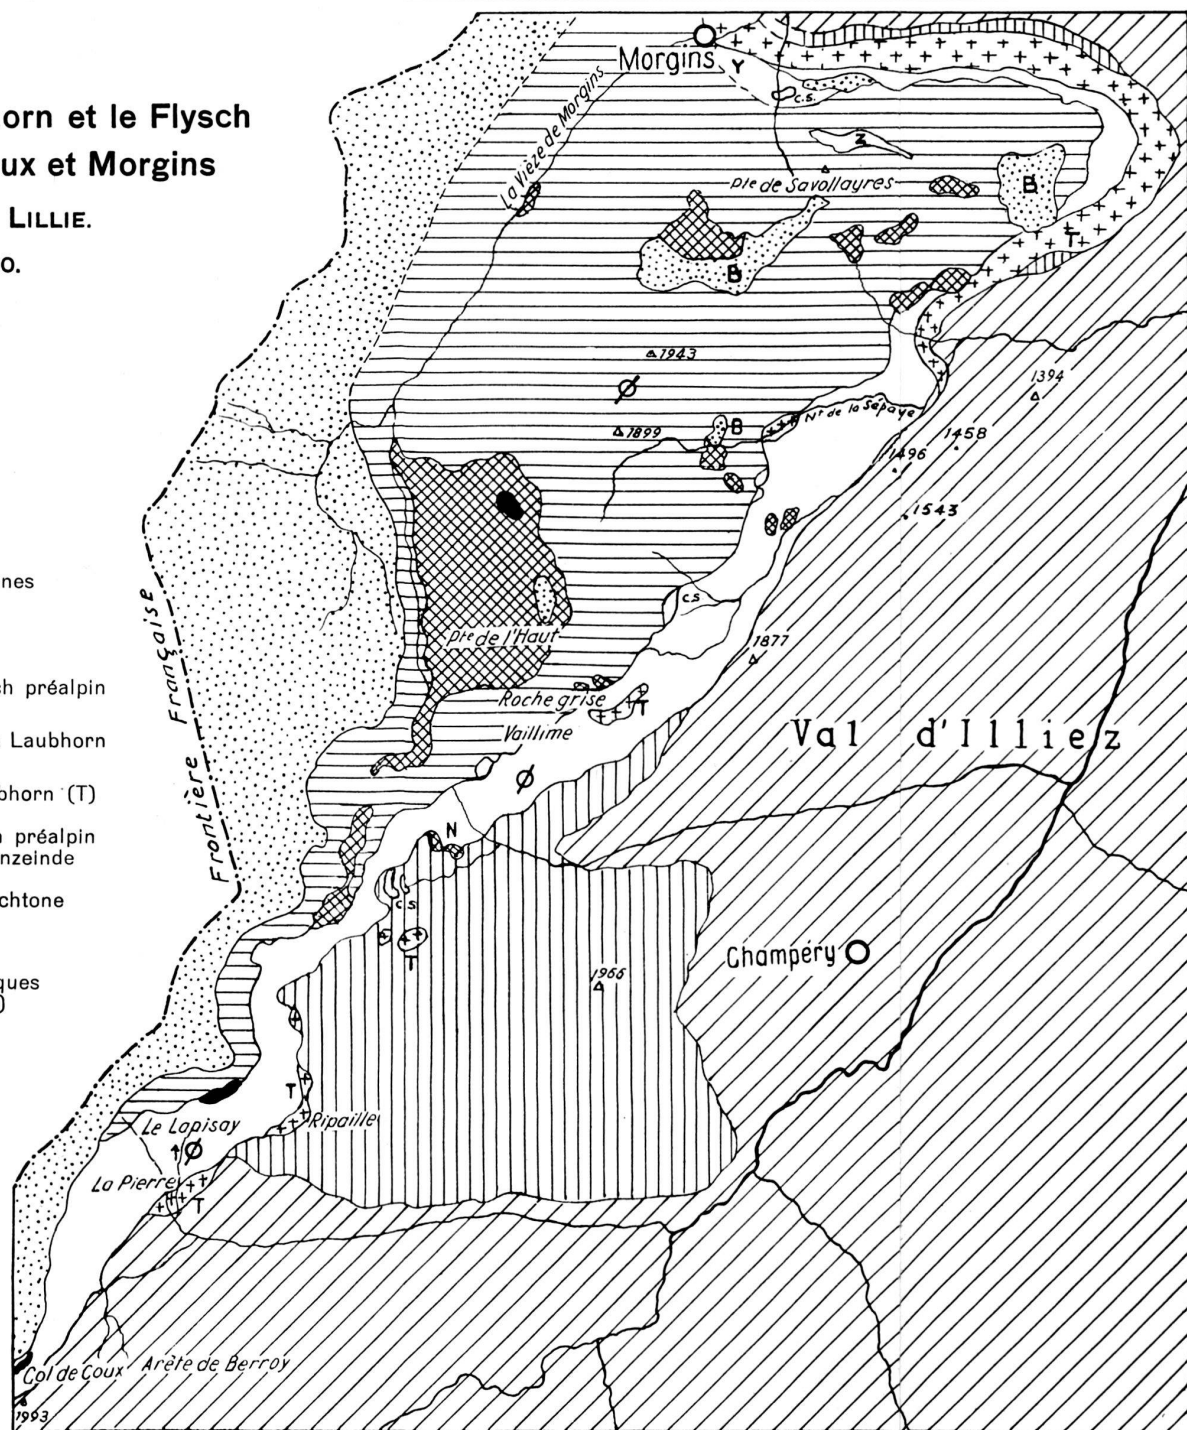 orn et le Flysch
ux et Morgins
LILLIE.
o.
nes
ch préalpin
Laubhorn
bhorn (T)
préalpin
nzeinde
chtone
ques
)
Morgins
Y
T
c.s.
La Vièze de Morgins
Z
Pte de Savollayres
B
T
B
1943
Ø
1394
Nt de la Sépaye
B
1899
1458
1496
1543
Frontière Française
c.s.
Pte de l'Haut
1877
Roche grise
T
Vaillime
Val d'Illiez
Ø
N
c.s.
T
Champéry
1966
T
Ripaille
Le Lapisay
Ø
La Pierre
T
Col de Coux
Arête de Berroy
1993